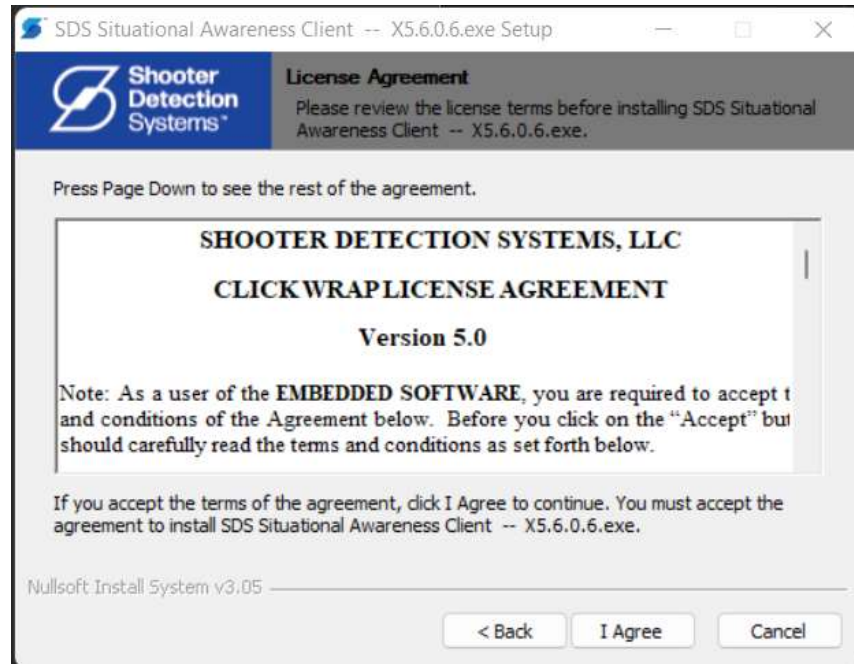 SDS Situational Awareness Client -- X5.6.0.6.exe Setup
Shooter
Detection
Systems™
License Agreement
Please review the license terms before installing SDS Situational
Awareness Client -- X5.6.0.6.exe.
Press Page Down to see the rest of the agreement.
SHOOTER DETECTION SYSTEMS, LLC
CLICK WRAP LICENSE AGREEMENT
Version 5.0
Note: As a user of the EMBEDDED SOFTWARE, you are required to accept t
and conditions of the Agreement below. Before you click on the “Accept” but
should carefully read the terms and conditions as set forth below.
If you accept the terms of the agreement, click I Agree to continue. You must accept the
agreement to install SDS Situational Awareness Client -- X5.6.0.6.exe.
Nullsoft Install System v3.05
< Back
I Agree
Cancel